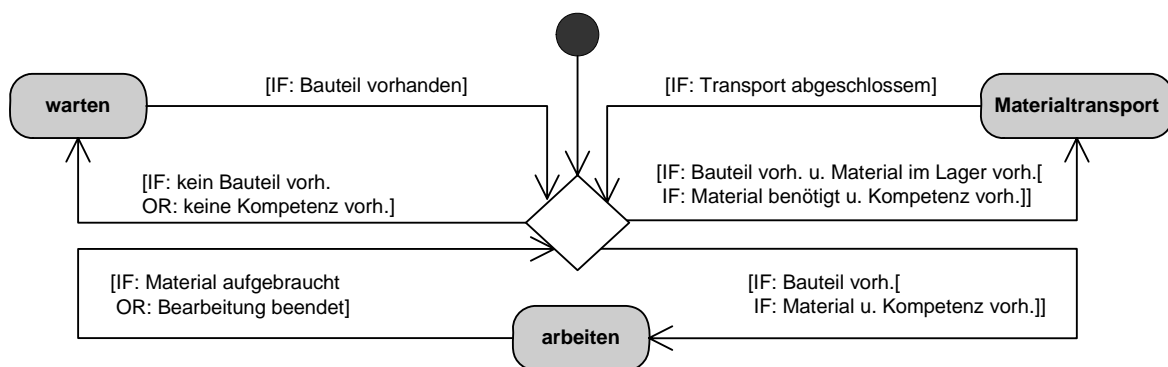 [IF: Bauteil vorhanden]
[IF: Transport abgeschlossem]
warten
Materialtransport
[IF: kein Bauteil vorh.
OR: keine Kompetenz vorh.]
[IF: Bauteil vorh. u. Material im Lager vorh.[
IF: Material benötigt u. Kompetenz vorh.]]
[IF: Material aufgebraucht
OR: Bearbeitung beendet]
[IF: Bauteil vorh.[
IF: Material u. Kompetenz vorh.]]
arbeiten